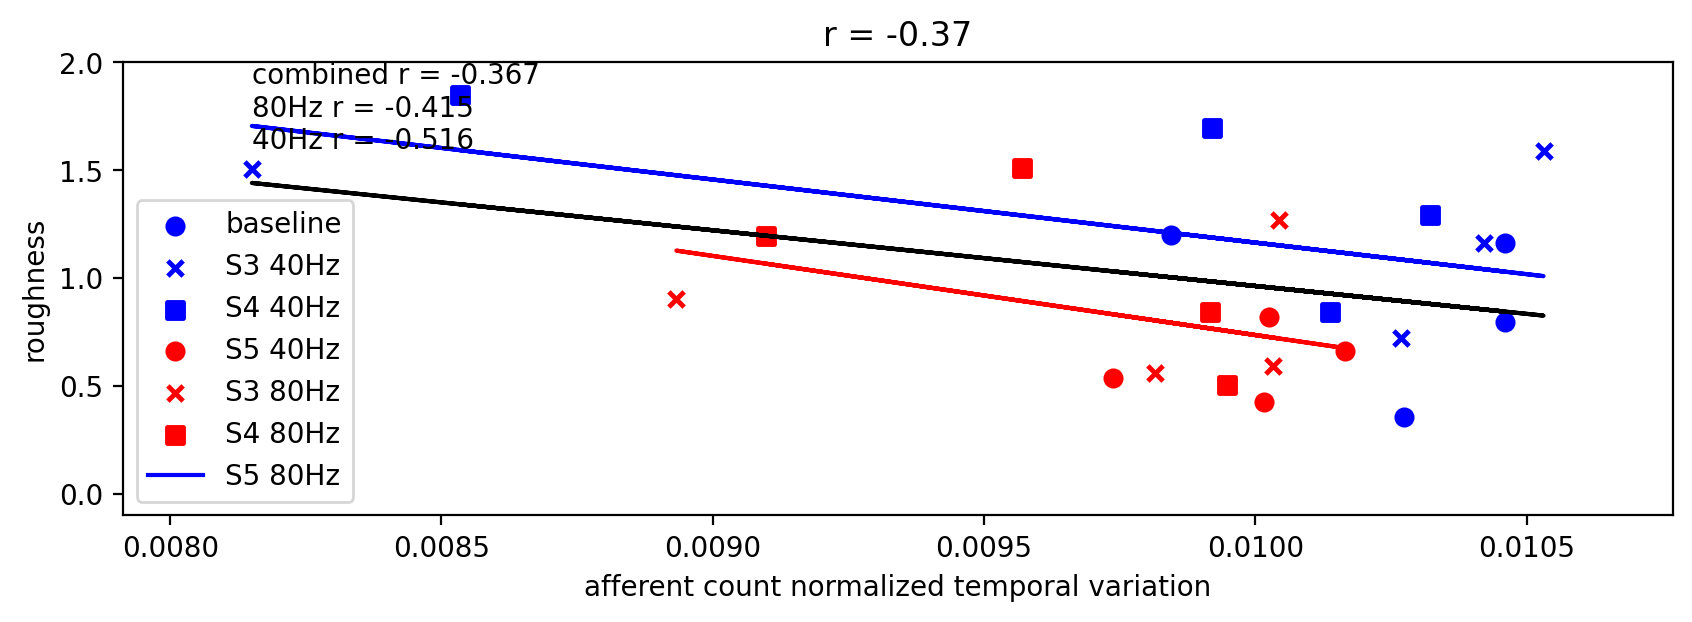 r = -0.37
combined r = -0.367
80Hz r = -0.415
40Hz r = -0.516
2.0
1.5
1.0
0.5
0.0
roughness
baseline
S3 40Hz
S4 40Hz
S5 40Hz
S3 80Hz
S4 80Hz
S5 80Hz
0.0080 0.0085 0.0090 0.0095 0.0100 0.0105
afferent count normalized temporal variation